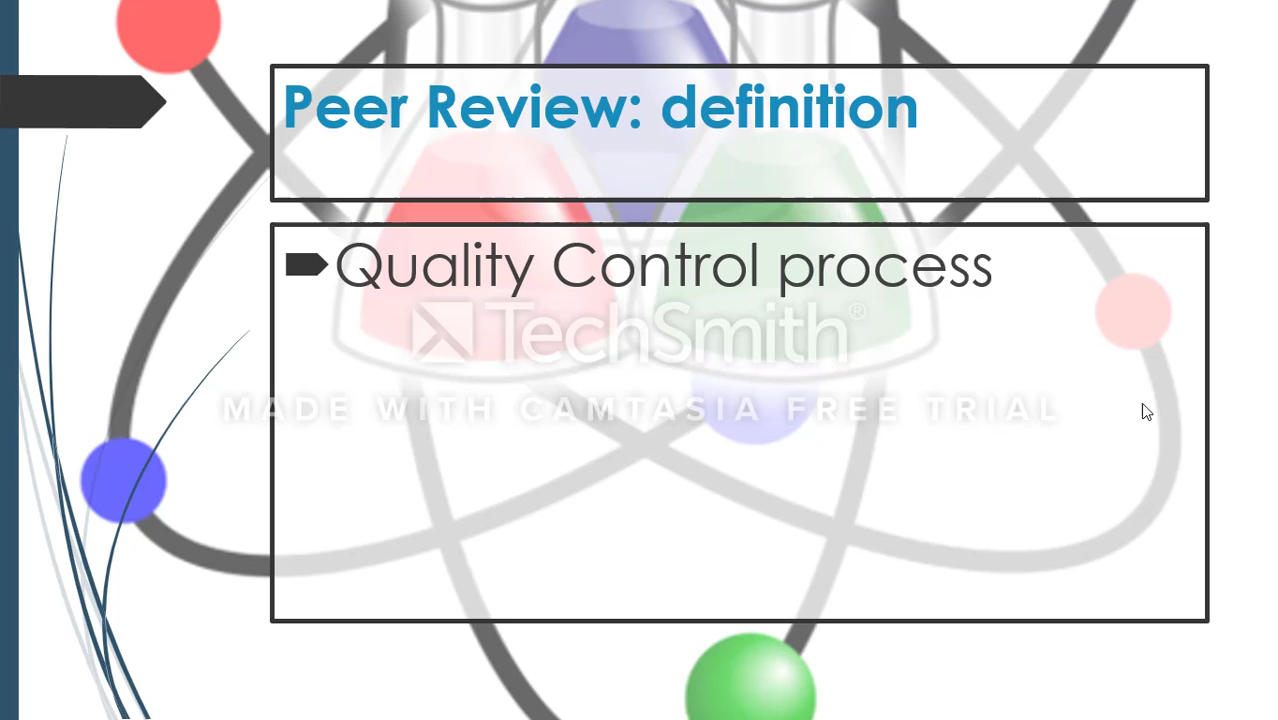 Peer Review: definition
Quality Control process
TechSmith®
MADE WITH CAMTASIA FREE TRIAL